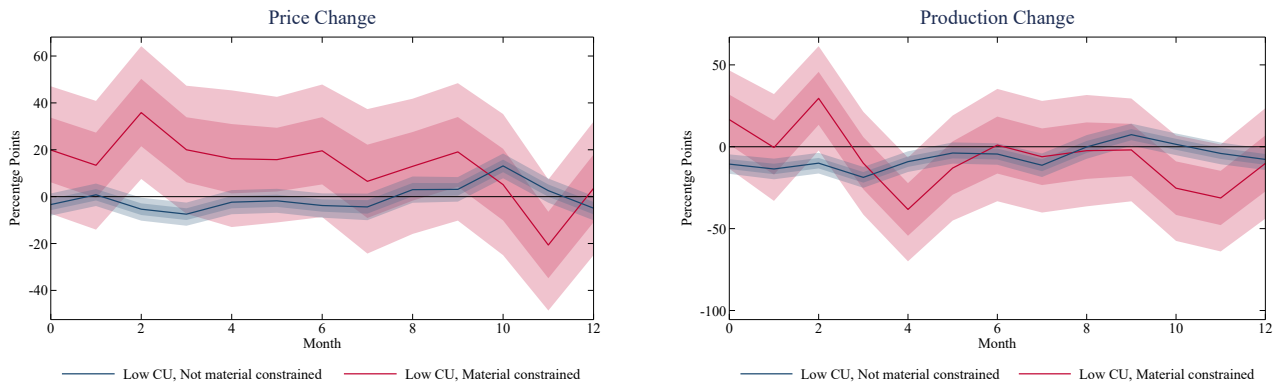 Price Change
Percentge Points
60
40
20
0
-20
-40
0 2 4 6 8 10 12
Month
Low CU, Not material constrained Low CU, Material constrained
Production Change
Percentge Points
50
0
-50
-100
0 2 4 6 8 10 12
Month
Low CU, Not material constrained Low CU, Material constrained